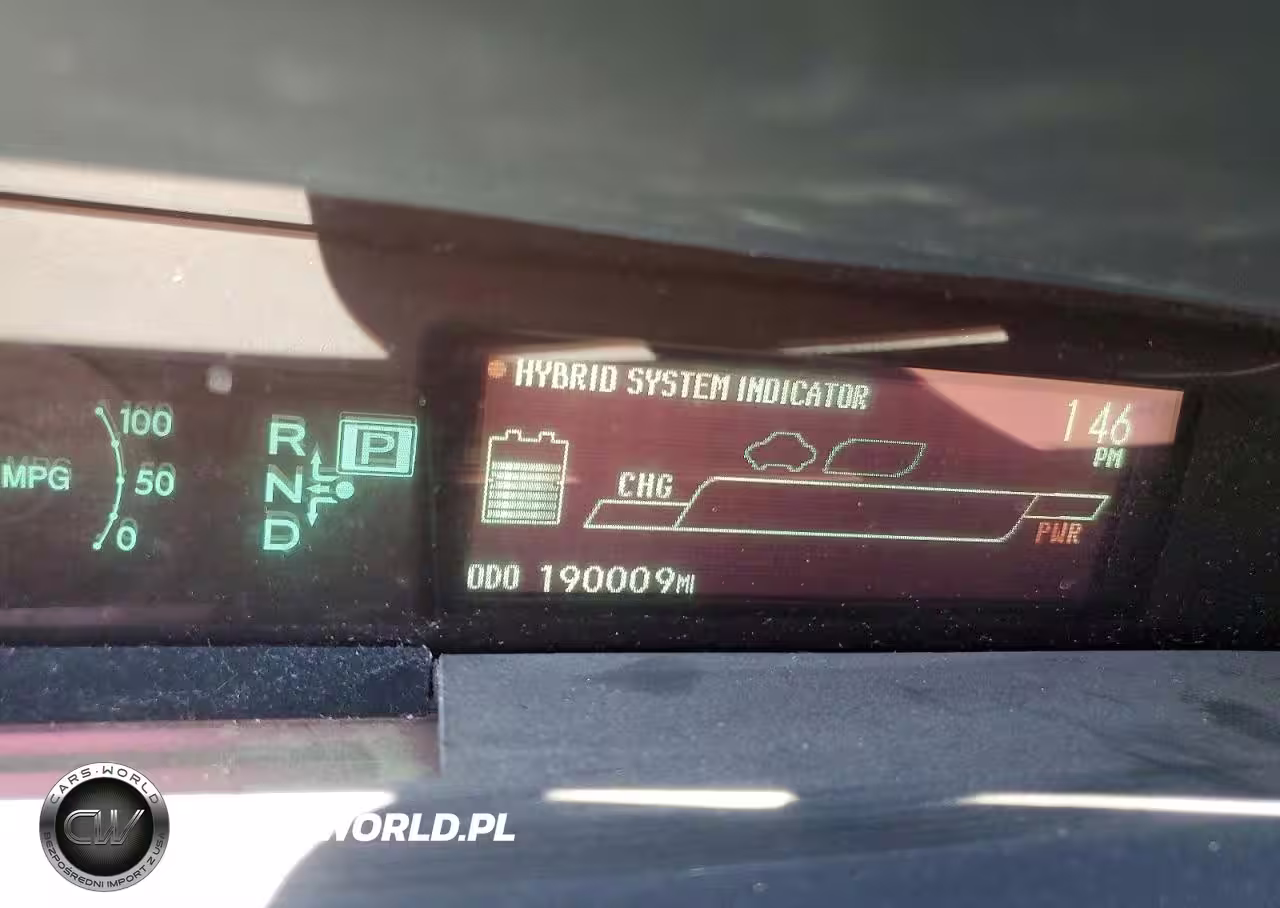 HYBRID SYSTEM INDICATOR
1 46
PM
100
MPG
50
0
R
P
N
D
CHG
PWR
ODO 190009MI
CARS·WORLD
CW
BEZPOŚREDNI IMPORT Z USA
WORLD.PL